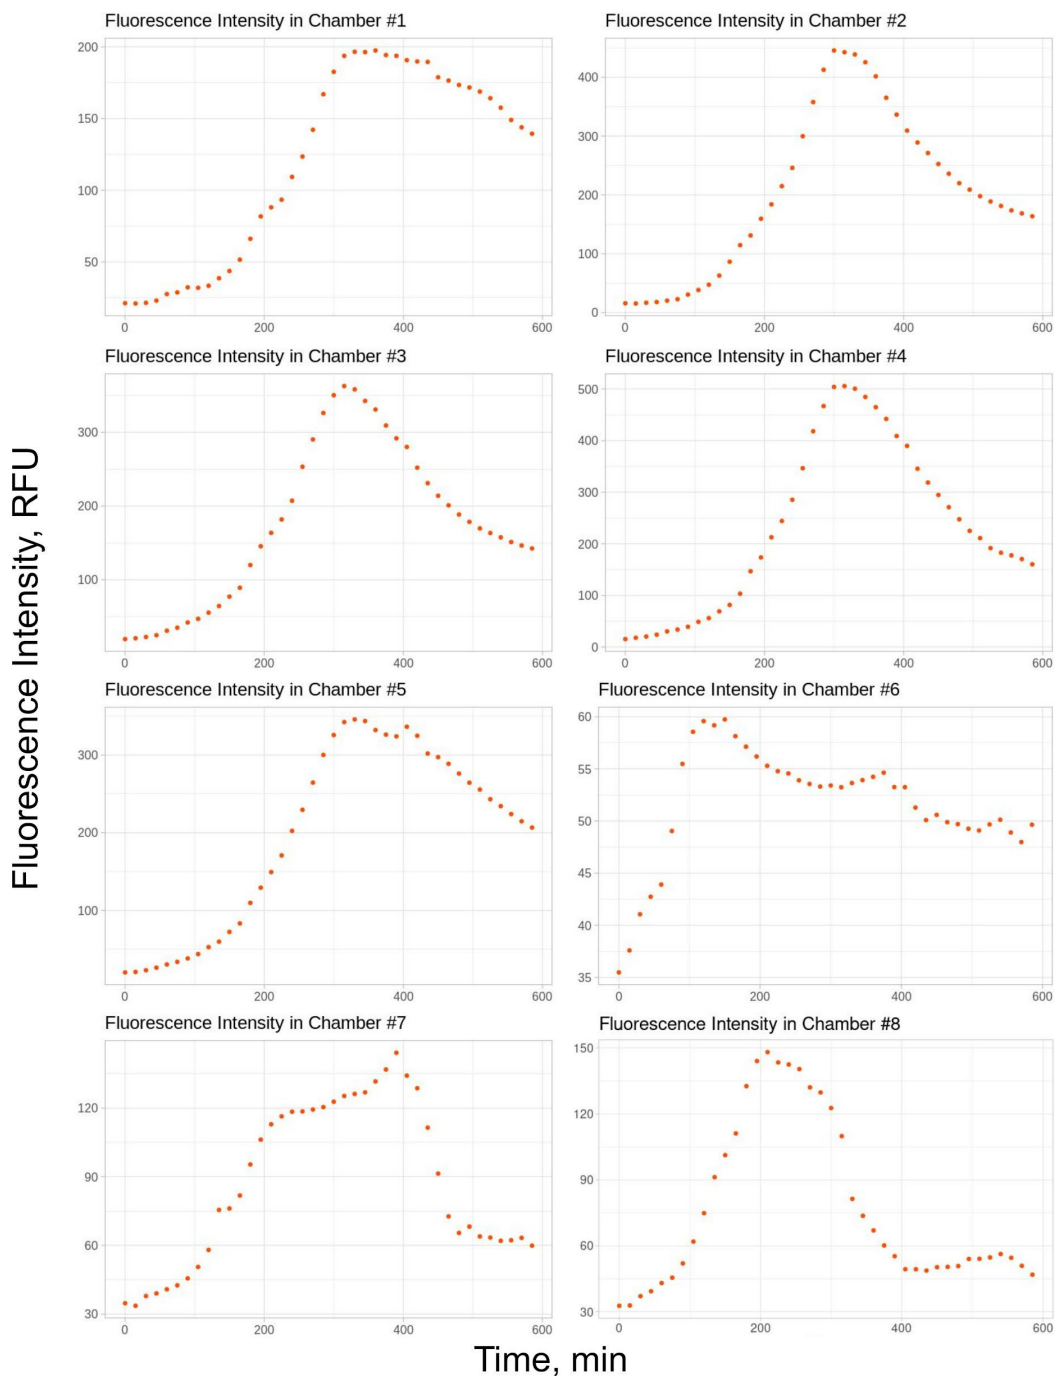 Fluorescence Intensity in Chamber #1
200
150
100
50
0 200 400 600
Fluorescence Intensity in Chamber #2
400
300
200
100
0
0 200 400 600
Fluorescence Intensity in Chamber #3
300
200
100
0 200 400 600
Fluorescence Intensity in Chamber #4
500
400
300
200
100
0
0 200 400 600
Fluorescence Intensity, RFU
Fluorescence Intensity in Chamber #5
300
200
100
0 200 400 600
Fluorescence Intensity in Chamber #6
60
55
50
45
40
35
0 200 400 600
Fluorescence Intensity in Chamber #7
120
90
60
30
0 200 400 600
Fluorescence Intensity in Chamber #8
150
120
90
60
30
0 200 400 600
Time, min